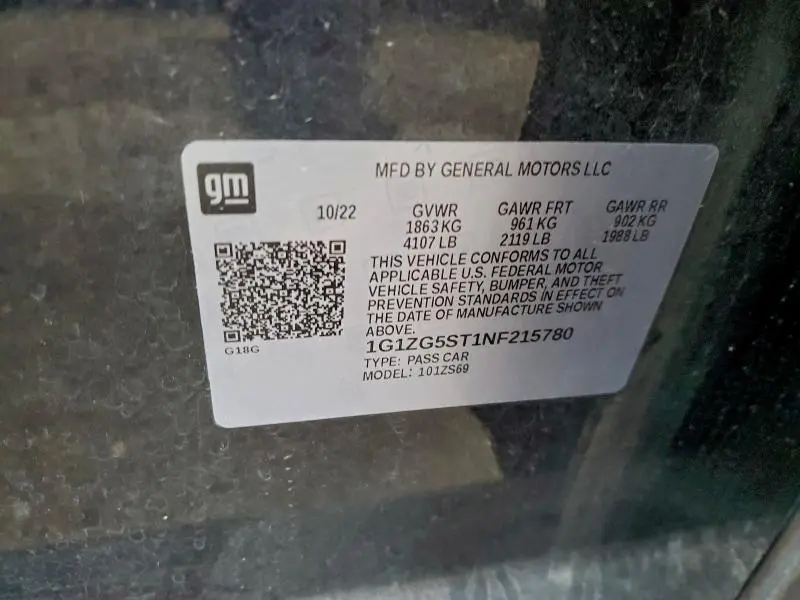 gm
MFD BY GENERAL MOTORS LLC
10/22
GVWR GAWR FRT GAWR RR
1863 KG 961 KG 902 KG
4107 LB 2119 LB 1988 LB
THIS VEHICLE CONFORMS TO ALL
APPLICABLE U.S. FEDERAL MOTOR
VEHICLE SAFETY, BUMPER, AND THEFT
PREVENTION STANDARDS IN EFFECT ON
THE DATE OF MANUFACTURE SHOWN
ABOVE.
1G1ZG5ST1NF215780
TYPE: PASS CAR
MODEL: 101ZS69
G18G